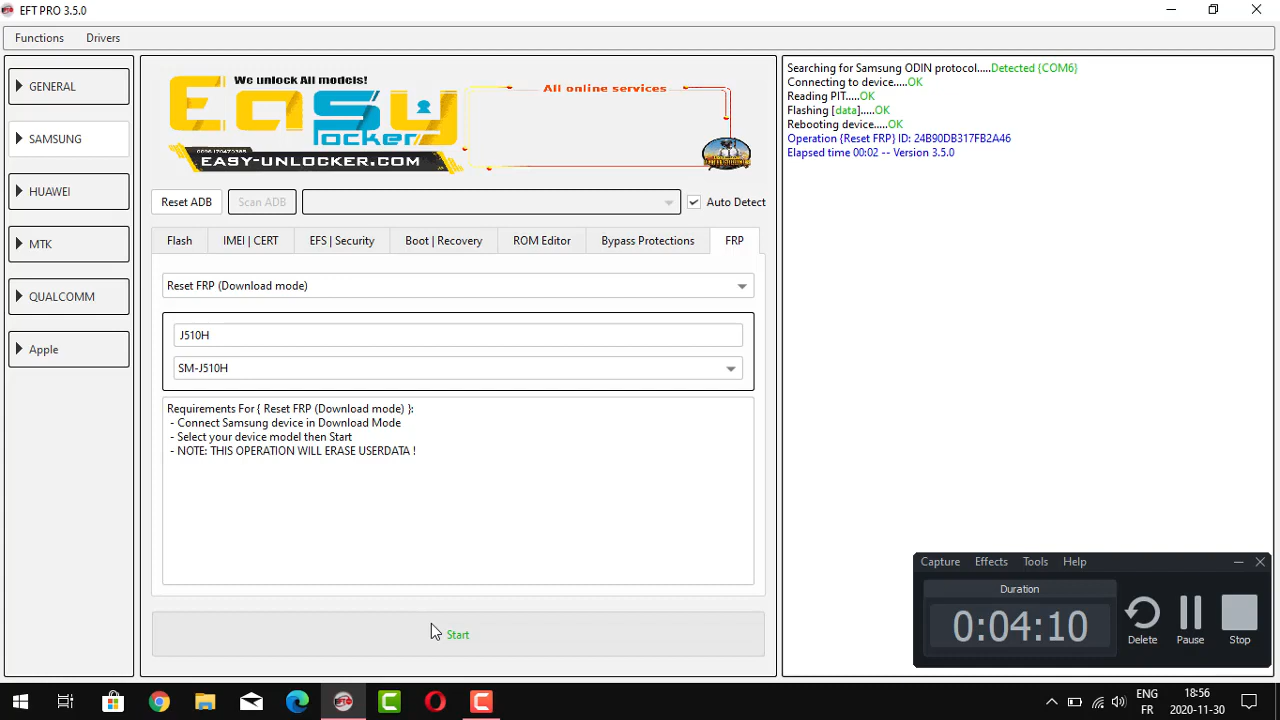 EFT PRO 3.5.0
Functions Drivers
GENERAL
SAMSUNG
HUAWEI
MTK
QUALCOMM
Apple
We unlock All models!
Easy
locker
EASY-UNLOCKER.COM
All online services
Reset ADB Scan ADB Auto Detect
Flash IMEI | CERT EFS | Security Boot | Recovery ROM Editor Bypass Protections FRP
Reset FRP (Download mode)
J510H
SM-J510H
Requirements For { Reset FRP (Download mode) }:
- Connect Samsung device in Download Mode
- Select your device model then Start
- NOTE: THIS OPERATION WILL ERASE USERDATA !
Start
Searching for Samsung ODIN protocol.....Detected {COM6}
Connecting to device.....OK
Reading PIT.....OK
Flashing [data].....OK
Rebooting device.....OK
Operation {Reset FRP} ID: 24B90DB317FB2A46
Elapsed time 00:02 -- Version 3.5.0
Capture Effects Tools Help
Duration
0:04:10
Delete Pause Stop
ENG 18:56
FR 2020-11-30